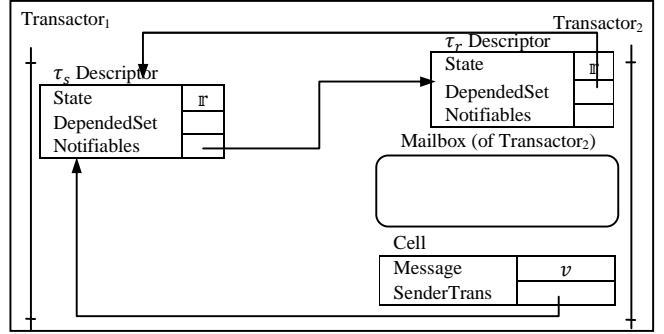 Transactor₁
Transactor₂
τᵣ Descriptor
State 𝕣
DependedSet
Notifiables
τₛ Descriptor
State 𝕣
DependedSet
Notifiables
Mailbox (of Transactor₂)
Cell
Message v
SenderTrans